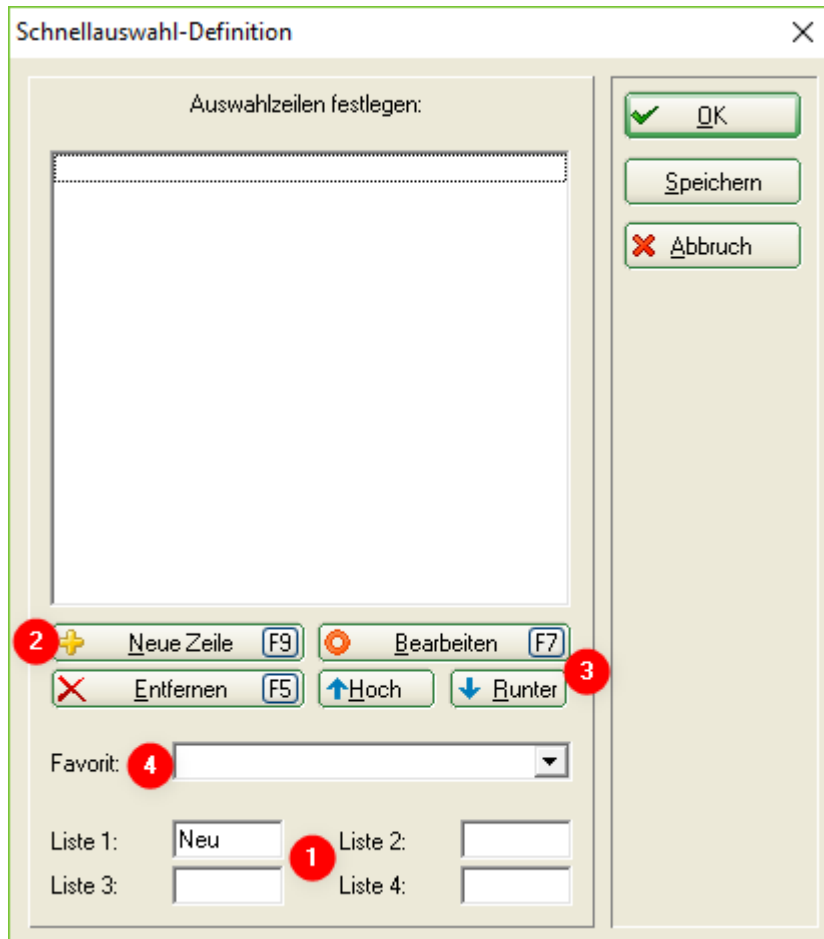 Schnellauswahl-Definition
Auswahlzeilen festlegen:
OK
Speichern
Abbruch
2 Neue Zeile F9 Bearbeiten F7
3
Entfernen F5 Hoch Runter
Favorit: 4
Liste 1: Neu 1 Liste 2:
Liste 3: Liste 4: